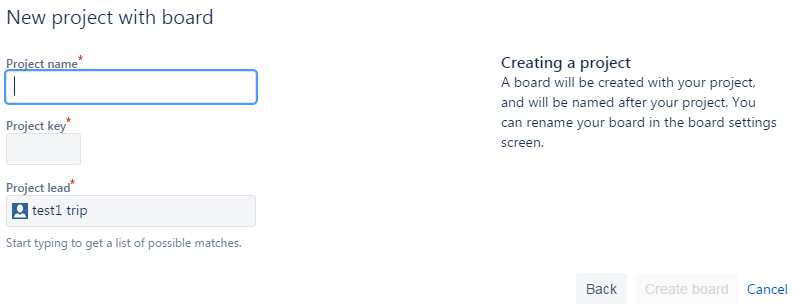 New project with board
Project name*
Project key*
Project lead*
test1 trip
Start typing to get a list of possible matches.
Creating a project
A board will be created with your project,
and will be named after your project. You
can rename your board in the board settings
screen.
Back
Create board
Cancel